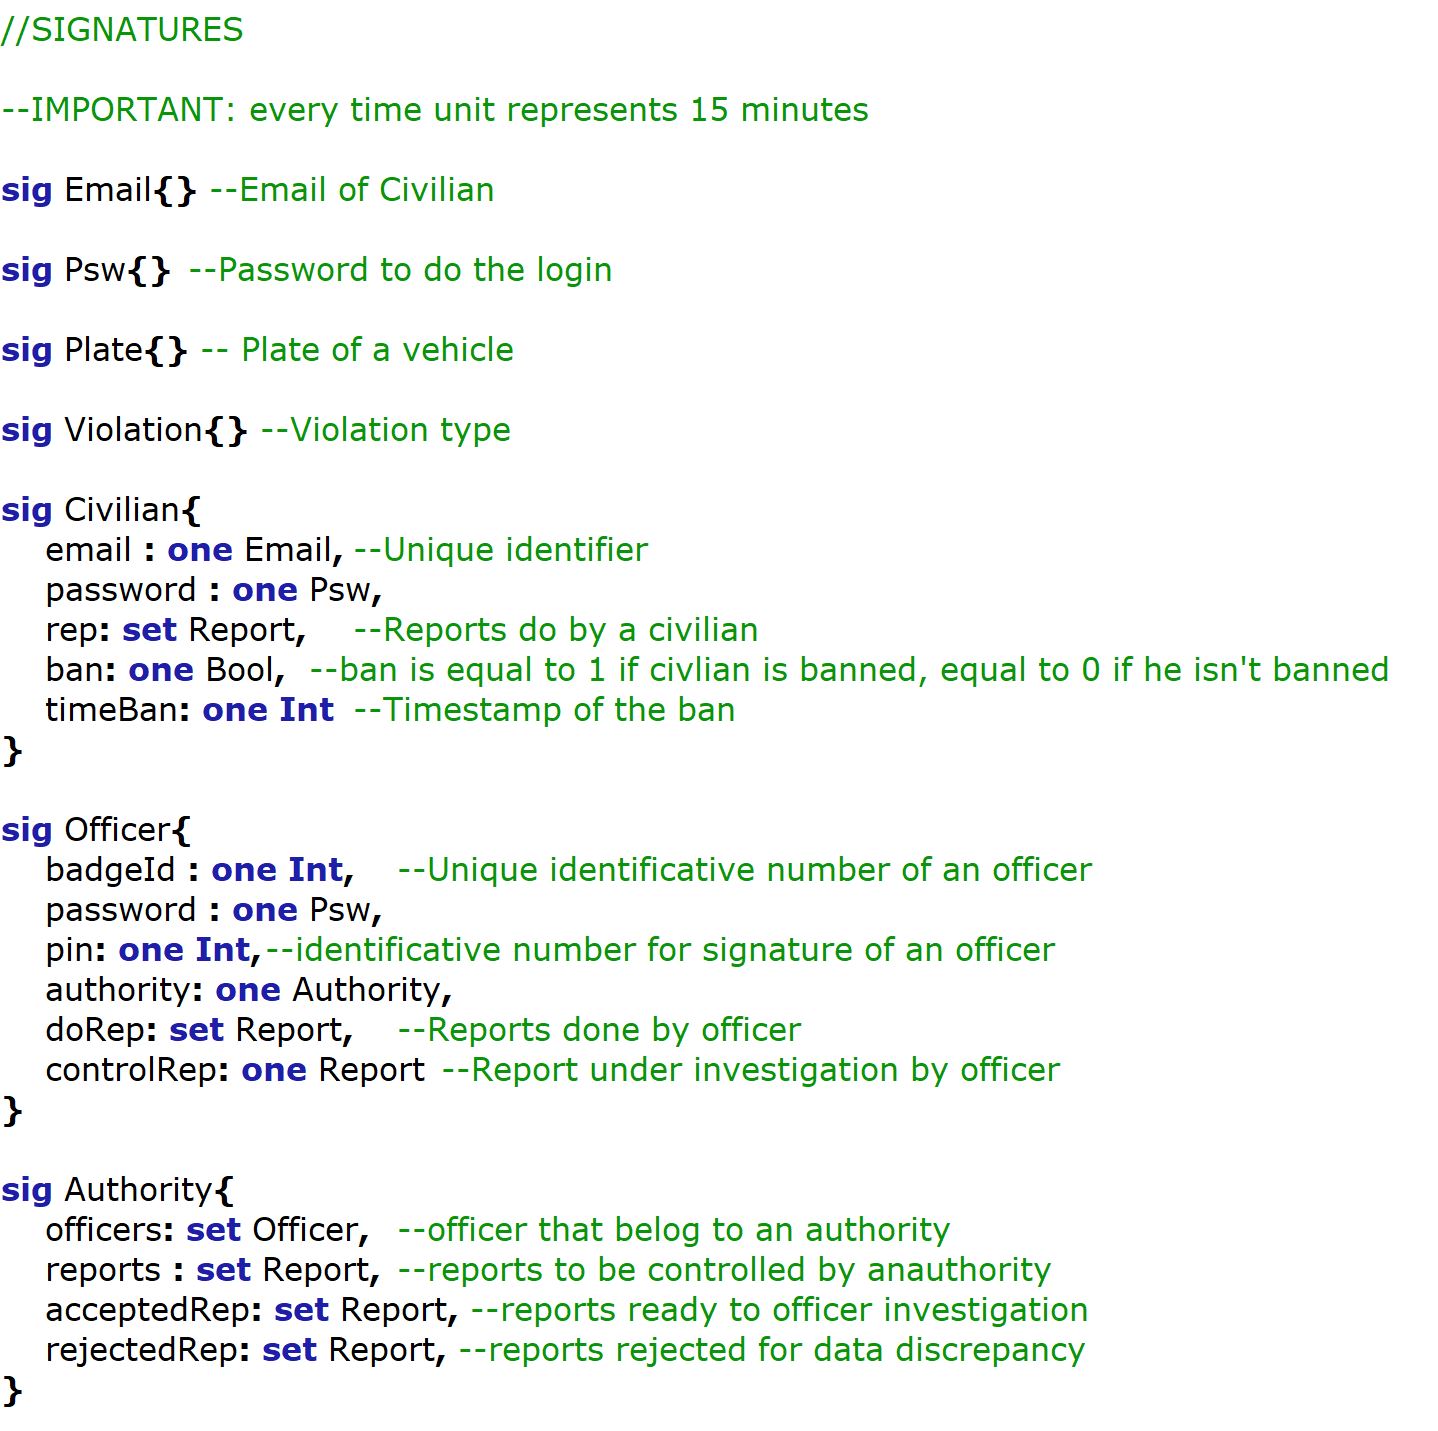 //SIGNATURES
--IMPORTANT: every time unit represents 15 minutes
sig Email{} --Email of Civilian
sig Psw{} --Password to do the login
sig Plate{} -- Plate of a vehicle
sig Violation{} --Violation type
sig Civilian{
email : one Email, --Unique identifier
password : one Psw,
rep: set Report, --Reports do by a civilian
ban: one Bool, --ban is equal to 1 if civlian is banned, equal to 0 if he isn't banned
timeBan: one Int --Timestamp of the ban
}
sig Officer{
badgeId : one Int, --Unique identificative number of an officer
password : one Psw,
pin: one Int,--identificative number for signature of an officer
authority: one Authority,
doRep: set Report, --Reports done by officer
controlRep: one Report --Report under investigation by officer
}
sig Authority{
officers: set Officer, --officer that belog to an authority
reports : set Report, --reports to be controlled by anauthority
acceptedRep: set Report, --reports ready to officer investigation
rejectedRep: set Report, --reports rejected for data discrepancy
}